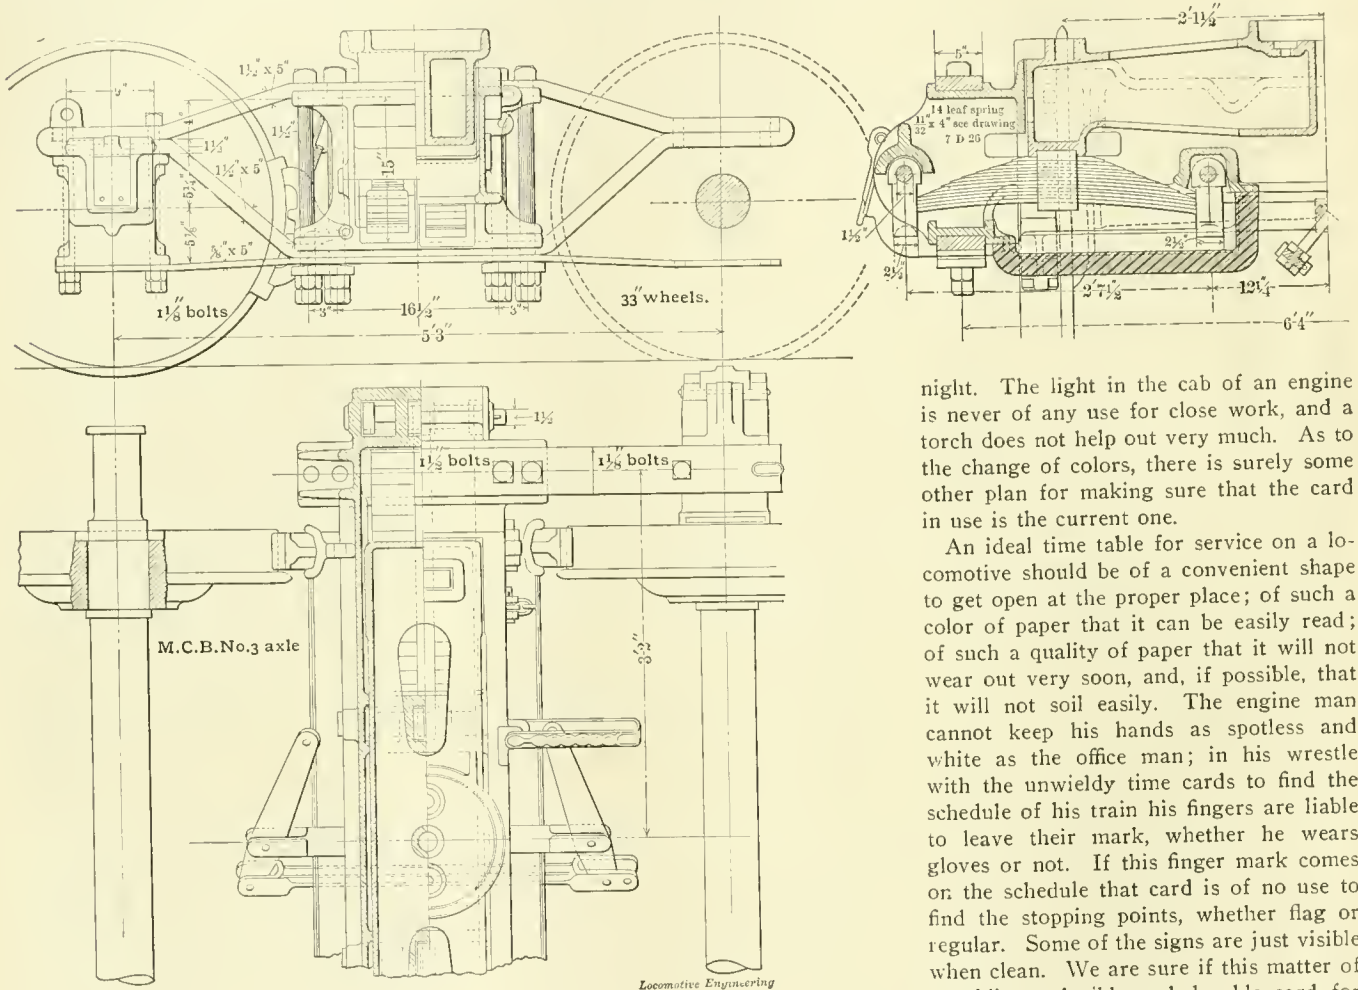 2'1½"
5"
14 leaf spring
11/32" x 4" see drawing
7 D 26
1½"
2½"
2½"
2'7½"
12¼"
6'4"
1½" x 5"
4"
1½"
1½"
1½" x 5"
15"
5¼"
⅝" x 5"
1⅛" bolts
3"
16½"
3"
33" wheels.
5'3"
1½
1½" bolts
1⅛" bolts
M.C.B.No.3 axle
3'2"
Locomotive Engineering
night. The light in the cab of an engine
is never of any use for close work, and a
torch does not help out very much. As to
the change of colors, there is surely some
other plan for making sure that the card
in use is the current one.
An ideal time table for service on a lo-
comotive should be of a convenient shape
to get open at the proper place; of such a
color of paper that it can be easily read;
of such a quality of paper that it will not
wear out very soon, and, if possible, that
it will not soil easily. The engine man
cannot keep his hands as spotless and
white as the office man; in his wrestle
with the unwieldy time cards to find the
schedule of his train his fingers are liable
to leave their mark, whether he wears
gloves or not. If this finger mark comes
on the schedule that card is of no use to
find the stopping points, whether flag or
regular. Some of the signs are just visible
when clean. We are sure if this matter of